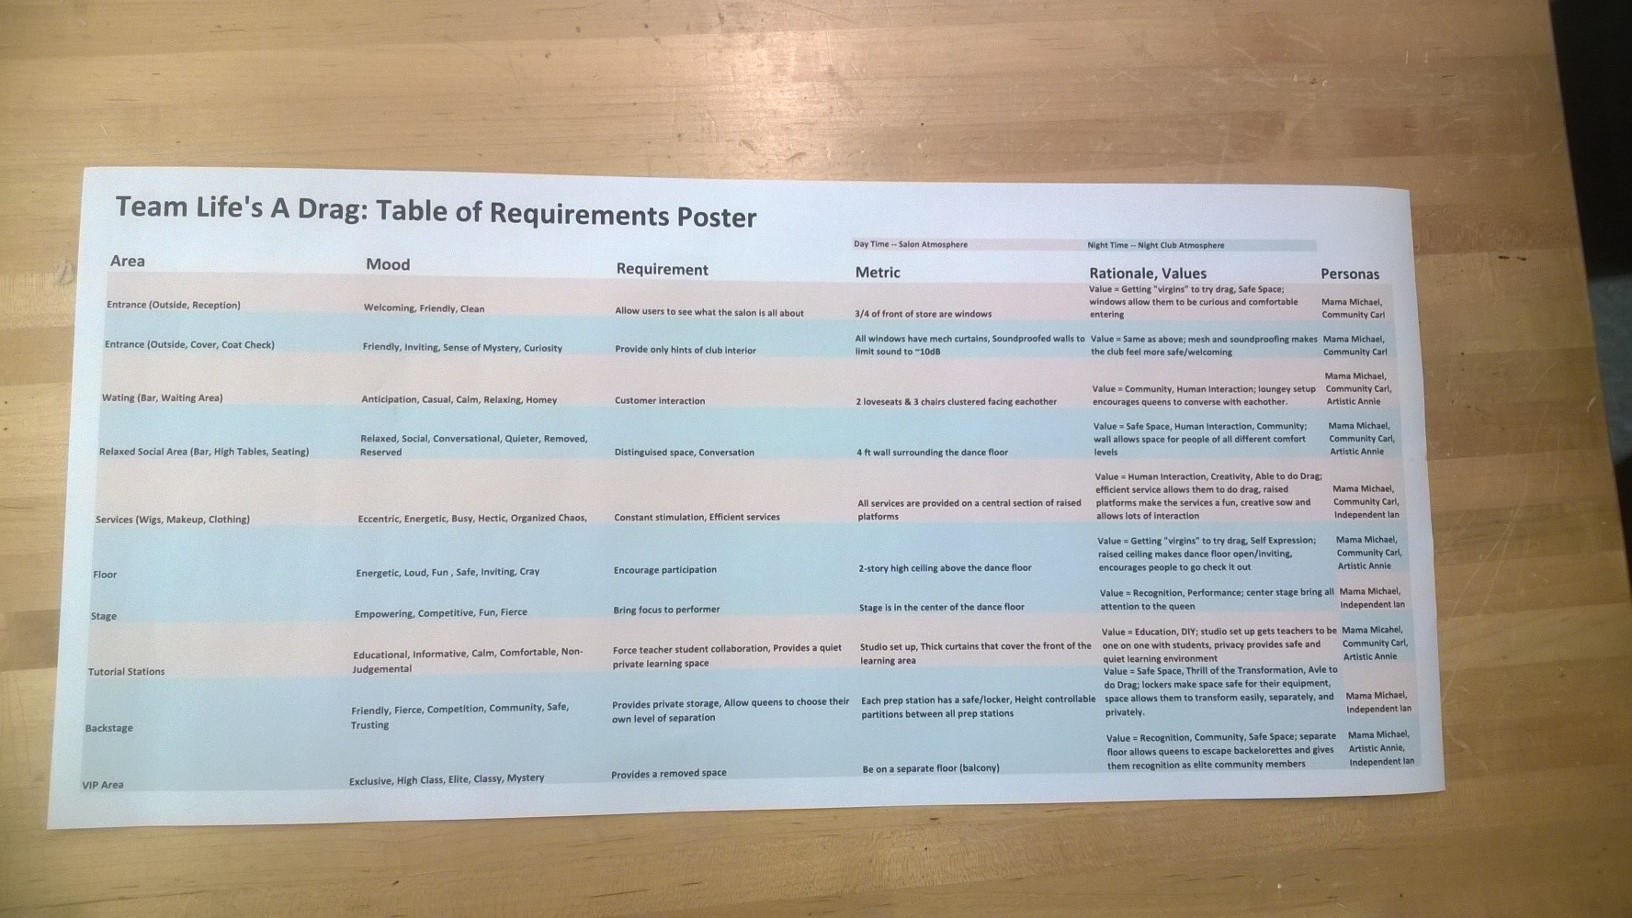 Team Life's A Drag: Table of Requirements Poster
Day Time -- Salon Atmosphere Night Time -- Night Club Atmosphere
Area Mood Requirement Metric Rationale, Values Personas
Value = Getting "virgins" to try drag, Safe Space;
Entrance (Outside, Reception) Welcoming, Friendly, Clean Allow users to see what the salon is all about 3/4 of front of store are windows windows allow them to be curious and comfortable Mama Michael,
entering Community Carl
Entrance (Outside, Cover, Coat Check) Friendly, Inviting, Sense of Mystery, Curiosity Provide only hints of club interior All windows have mech curtains, Soundproofed walls to Value = Same as above; mesh and soundproofing makes Mama Michael,
limit sound to ~10dB the club feel more safe/welcoming Community Carl
Mama Michael,
Wating (Bar, Waiting Area) Anticipation, Casual, Calm, Relaxing, Homey Customer interaction 2 loveseats & 3 chairs clustered facing eachother Value = Community, Human Interaction; loungey setup Community Carl,
encourages queens to converse with eachother. Artistic Annie
Relaxed, Social, Conversational, Quieter, Removed, Value = Safe Space, Human Interaction, Community; Mama Michael,
Relaxed Social Area (Bar, High Tables, Seating) Reserved Distinguised space, Conversation 4 ft wall surrounding the dance floor wall allows space for people of all different comfort Community Carl,
levels Artistic Annie
Value = Human Interaction, Creativity, Able to do Drag;
efficient service allows them to do drag, raised Mama Michael,
All services are provided on a central section of raised platforms make the services a fun, creative sow and Community Carl,
Services (Wigs, Makeup, Clothing) Eccentric, Energetic, Busy, Hectic, Organized Chaos, Constant stimulation, Efficient services platforms allows lots of interaction Independent Ian
Value = Getting "virgins" to try drag, Self Expression; Mama Michael,
raised ceiling makes dance floor open/inviting, Community Carl,
Floor Energetic, Loud, Fun , Safe, Inviting, Cray Encourage participation 2-story high ceiling above the dance floor encourages people to go check it out Artistic Annie
Value = Recognition, Performance; center stage bring all Mama Michael,
Stage Empowering, Competitive, Fun, Fierce Bring focus to performer Stage is in the center of the dance floor attention to the queen Independent Ian
Value = Education, DIY; studio set up gets teachers to be Mama Micahel,
Educational, Informative, Calm, Comfortable, Non- Force teacher student collaboration, Provides a quiet Studio set up, Thick curtains that cover the front of the one on one with students, privacy provides safe and Community Carl,
Tutorial Stations Judgemental private learning space learning area quiet learning environment Artistic Annie
Value = Safe Space, Thrill of the Transformation, Avle to
do Drag; lockers make space safe for their equipment,
Friendly, Fierce, Competition, Community, Safe, Provides private storage, Allow queens to choose their Each prep station has a safe/locker, Height controllable space allows them to transform easily, separately, and Mama Michael,
Backstage Trusting own level of separation partitions between all prep stations privately. Independent Ian
Value = Recognition, Community, Safe Space; separate Mama Michael,
floor allows queens to escape backelorettes and gives Artistic Annie,
VIP Area Exclusive, High Class, Elite, Classy, Mystery Provides a removed space Be on a separate floor (balcony) them recognition as elite community members Independent Ian